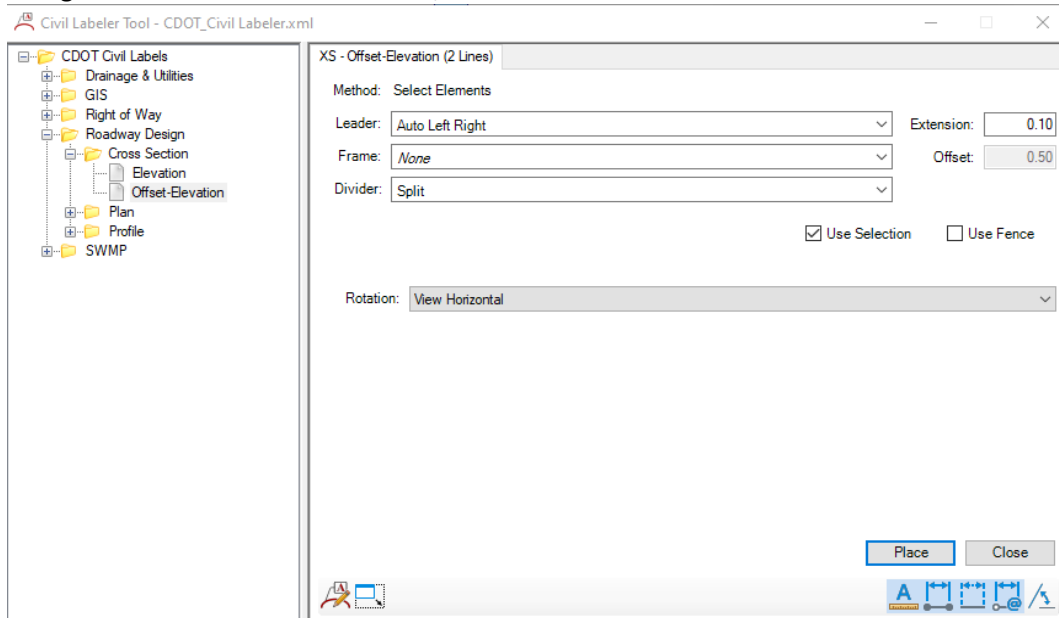 Civil Labeler Tool - CDOT_Civil Labeler.xml
CDOT Civil Labels
Drainage & Utilities
GIS
Right of Way
Roadway Design
Cross Section
Elevation
Offset-Elevation
Plan
Profile
SWMP
XS - Offset-Elevation (2 Lines)
Method: Select Elements
Leader: Auto Left Right Extension: 0.10
Frame: None Offset: 0.50
Divider: Split
Use Selection Use Fence
Rotation: View Horizontal
Place Close